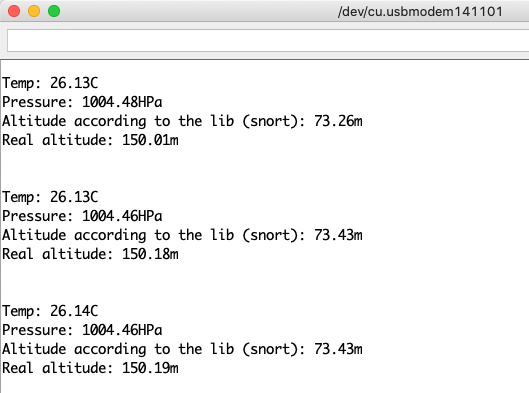 /dev/cu.usbmodem141101
Temp: 26.13C
Pressure: 1004.48HPa
Altitude according to the lib (snort): 73.26m
Real altitude: 150.01m
Temp: 26.13C
Pressure: 1004.46HPa
Altitude according to the lib (snort): 73.43m
Real altitude: 150.18m
Temp: 26.14C
Pressure: 1004.46HPa
Altitude according to the lib (snort): 73.43m
Real altitude: 150.19m